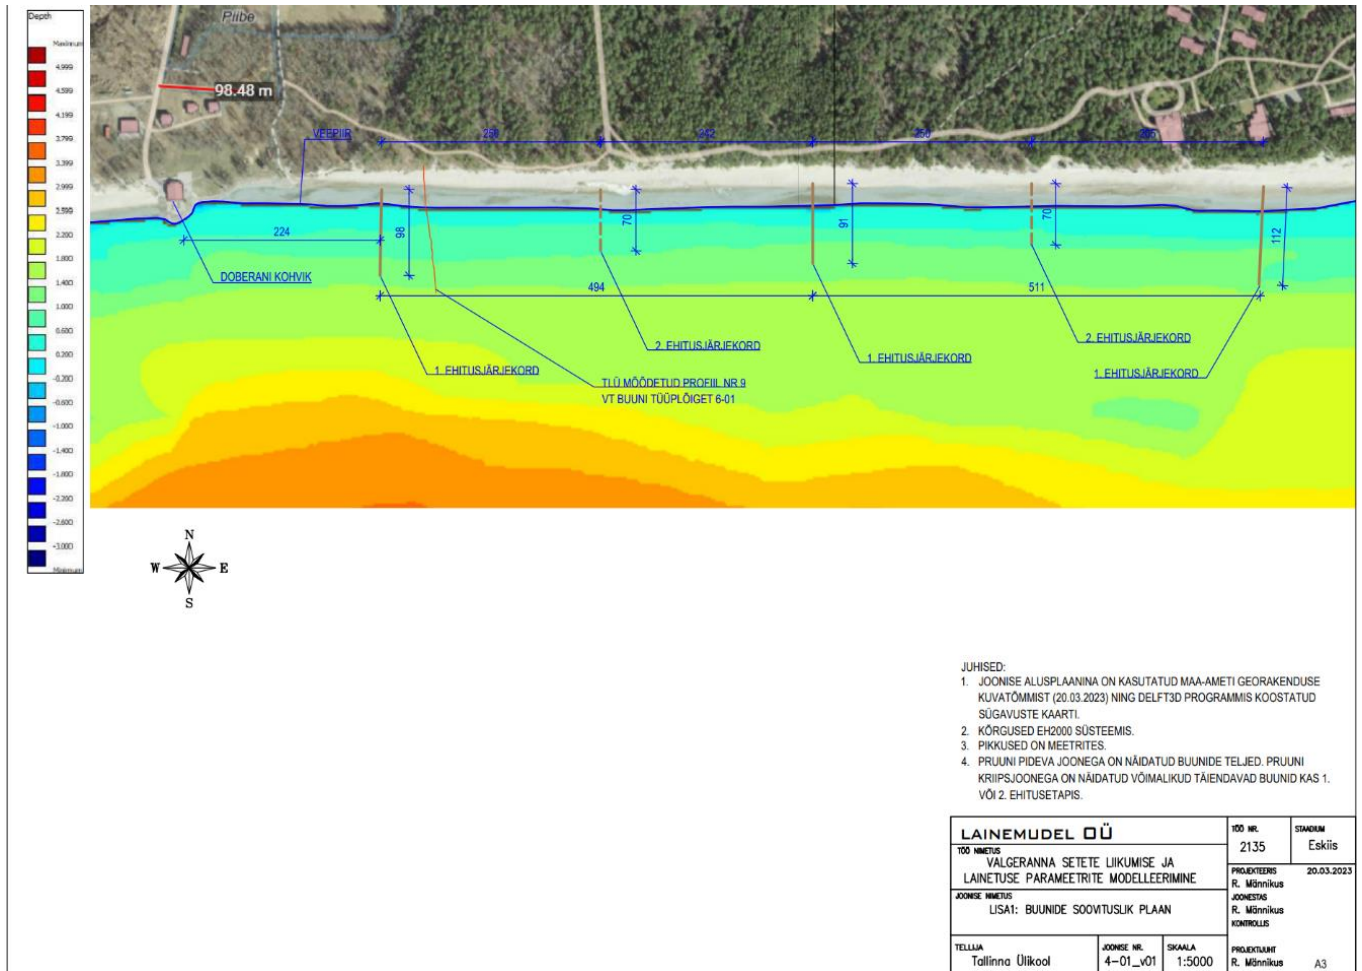 Depth
Maximum
4.999
4.599
4.199
3.799
3.399
2.999
2.599
2.200
1.800
1.400
1.000
0.600
0.200
-0.200
-0.600
-1.000
-1.400
-1.800
-2.200
-2.600
-3.000
Minimum
Piibe
98.48 m
VEEPIIR
258
242
250
265
98
70
91
70
112
224
DOBERANI KOHVIK
494
511
2. EHITUSJÄRJEKORD
2. EHITUSJÄRJEKORD
1. EHITUSJÄRJEKORD
1. EHITUSJÄRJEKORD
1. EHITUSJÄRJEKORD
TLÜ MÕÕDETUD PROFIIL NR 9
VT BUUNI TÜÜPLÕIGET 6-01
N
W E
S
JUHISED:
1. JOONISE ALUSPLAANINA ON KASUTATUD MAA-AMETI GEORAKENDUSE
KUVATÕMMIST (20.03.2023) NING DELFT3D PROGRAMMIS KOOSTATUD
SÜGAVUSTE KAARTI.
2. KÕRGUSED EH2000 SÜSTEEMIS.
3. PIKKUSED ON MEETRITES.
4. PRUUNI PIDEVA JOONEGA ON NÄIDATUD BUUNIDE TELJED. PRUUNI
KRIIPSJOONEGA ON NÄIDATUD VÕIMALIKUD TÄIENDAVAD BUUNID KAS 1.
VÕI 2. EHITUSETAPIS.
LAINEMUDEL OÜ
TÖÖ NR.
2135
STAADIUM
Eskiis
TÖÖ NIMETUS
VALGERANNA SETETE LIIKUMISE JA
LAINETUSE PARAMEETRITE MODELLEERIMINE
PROJEKTEERIS 20.03.2023
R. Männikus
JOONESTAS
R. Männikus
KONTROLLIS
JOONISE NIMETUS
LISA1: BUUNIDE SOOVITUSLIK PLAAN
TELLIJA
Tallinna Ülikool
JOONISE NR.
4-01_v01
SKAALA
1:5000
PROJEKTIJUHT
R. Männikus
A3